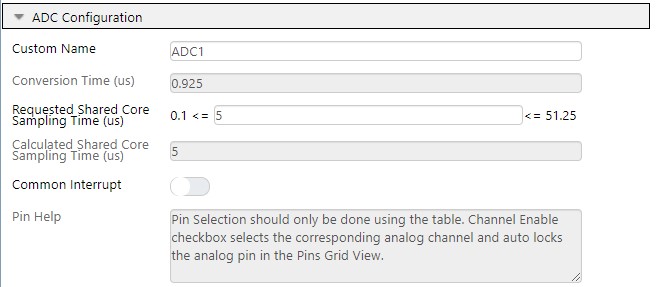 ADC Configuration
Custom Name ADC1
Conversion Time (us) 0.925
Requested Shared Core
Sampling Time (us) 0.1 <= 5 <= 51.25
Calculated Shared Core
Sampling Time (us) 5
Common Interrupt
Pin Help
Pin Selection should only be done using the table. Channel Enable
checkbox selects the corresponding analog channel and auto locks
the analog pin in the Pins Grid View.